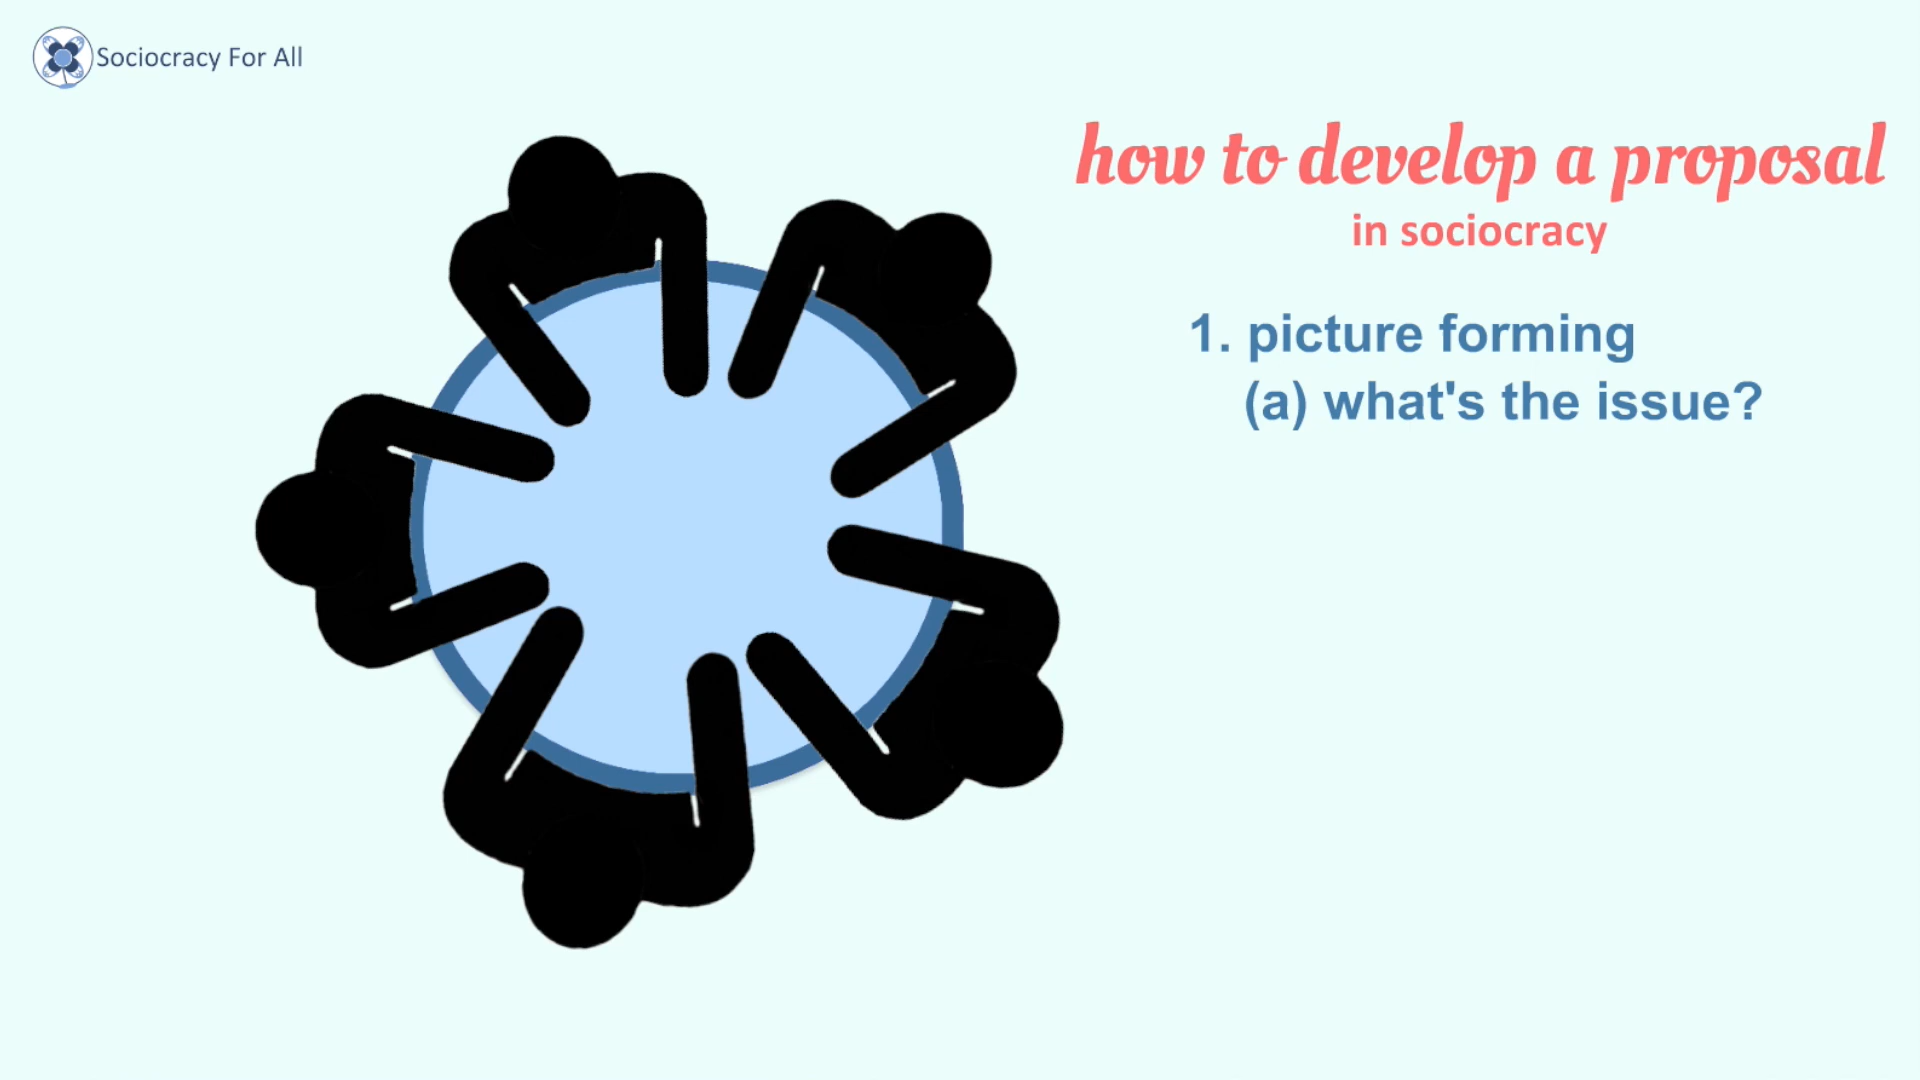 Sociocracy For All
how to develop a proposal
in sociocracy
1. picture forming
(a) what's the issue?